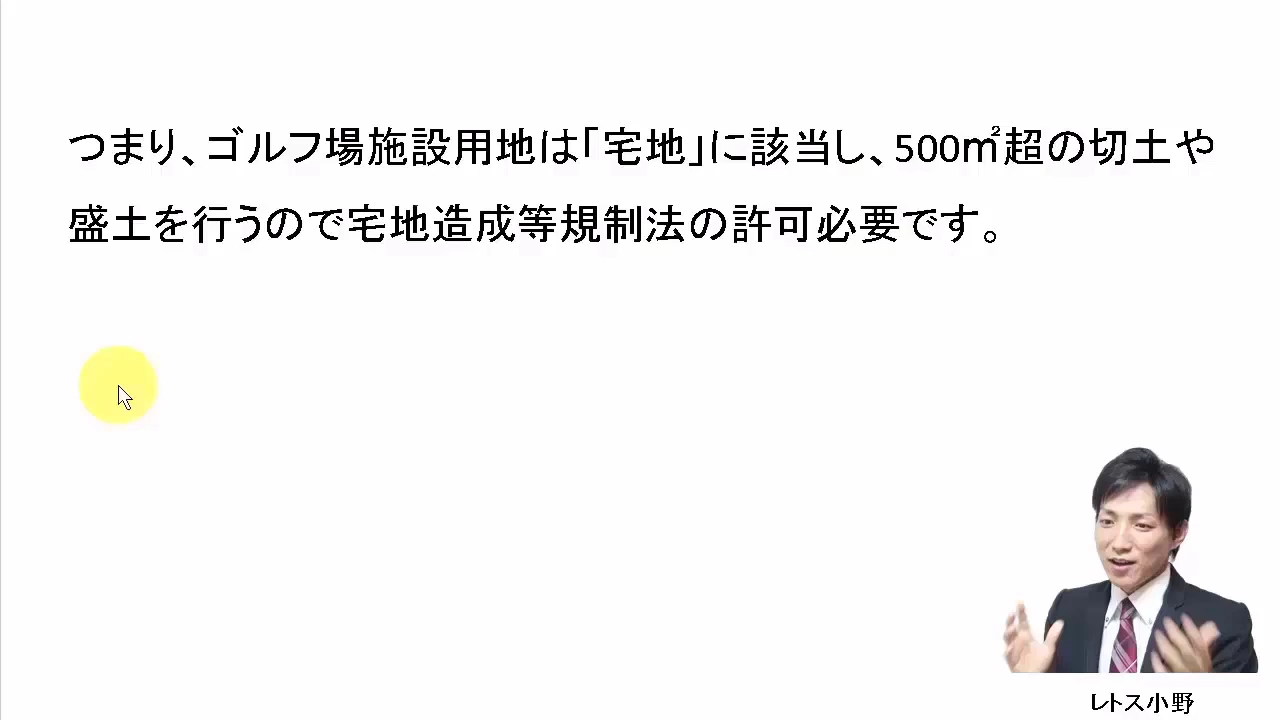 つまり、ゴルフ場施設用地は「宅地」に該当し、500㎡超の切土や
盛土を行うので宅地造成等規制法の許可必要です。
レトス小野